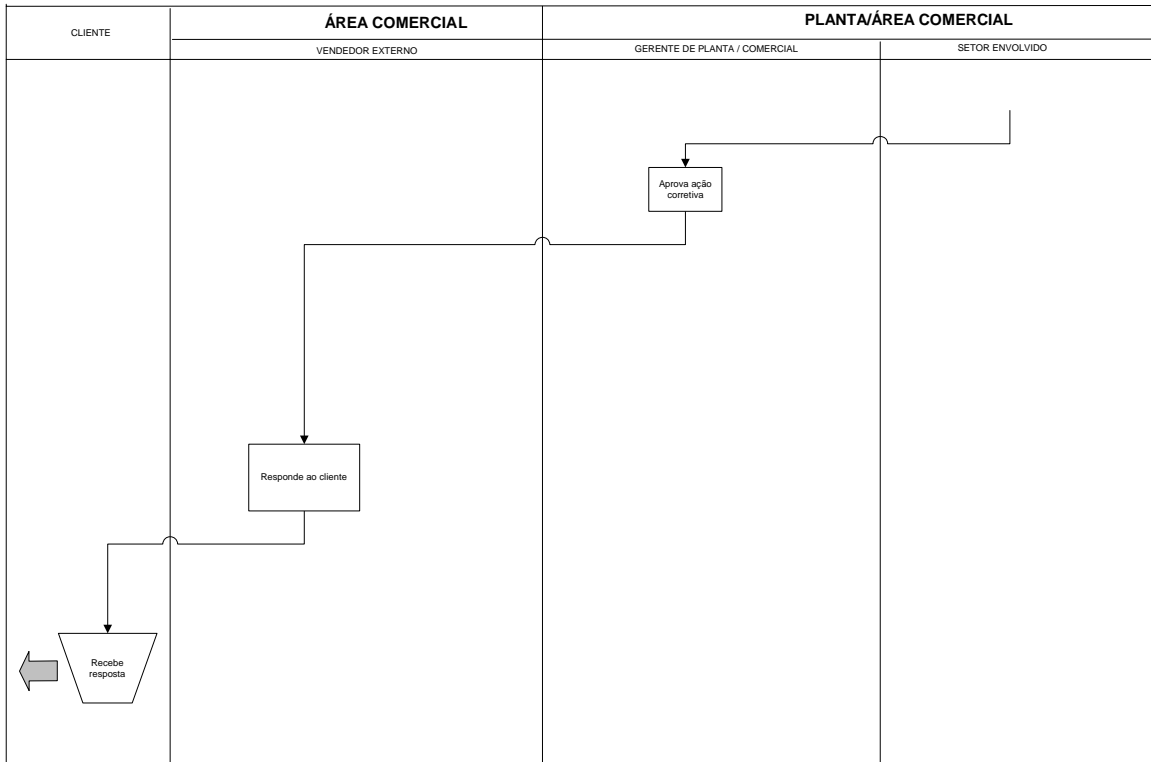 CLIENTE
ÁREA COMERCIAL
PLANTA/ÁREA COMERCIAL
VENDEDOR EXTERNO
GERENTE DE PLANTA / COMERCIAL
SETOR ENVOLVIDO
Aprova ação
corretiva
Responde ao cliente
Recebe
resposta